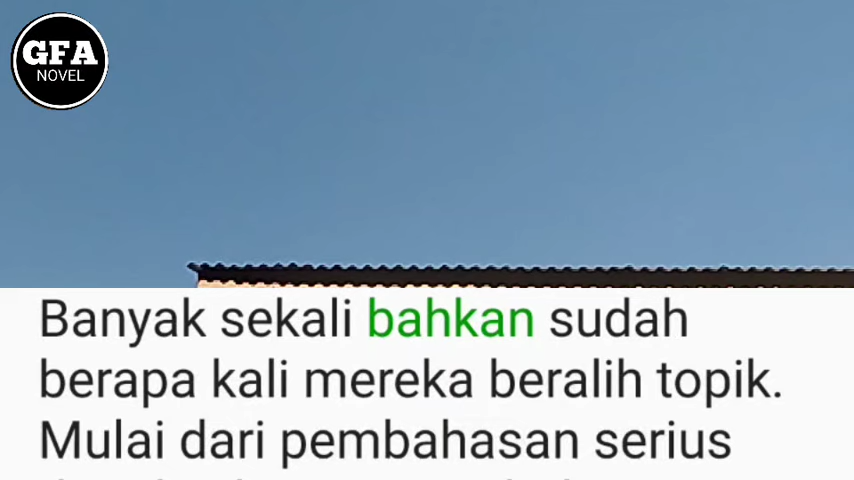 GFA
NOVEL
Banyak sekali bahkan sudah
berapa kali mereka beralih topik.
Mulai dari pembahasan serius